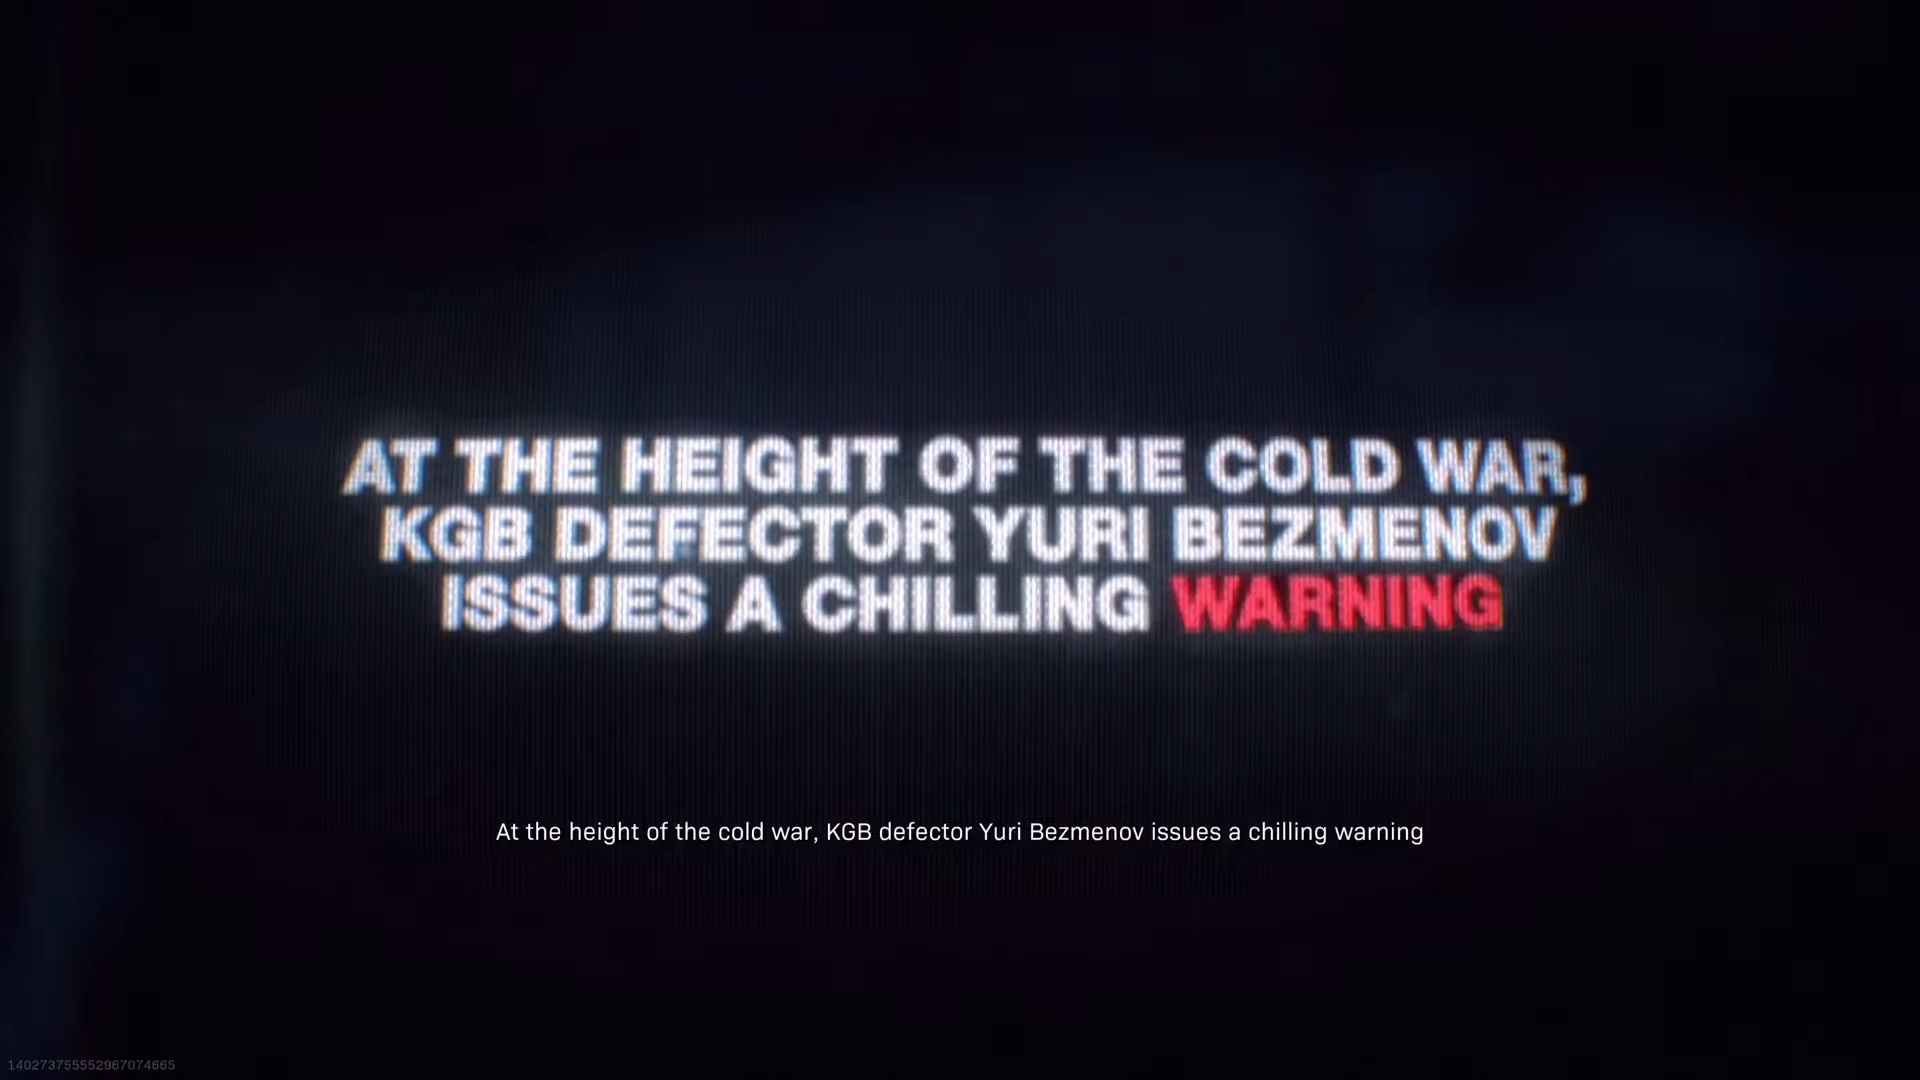 AT THE HEIGHT OF THE COLD WAR,
KGB DEFECTOR YURI BEZMENOV
ISSUES A CHILLING WARNING
At the height of the cold war, KGB defector Yuri Bezmenov issues a chilling warning
140273755552967074665